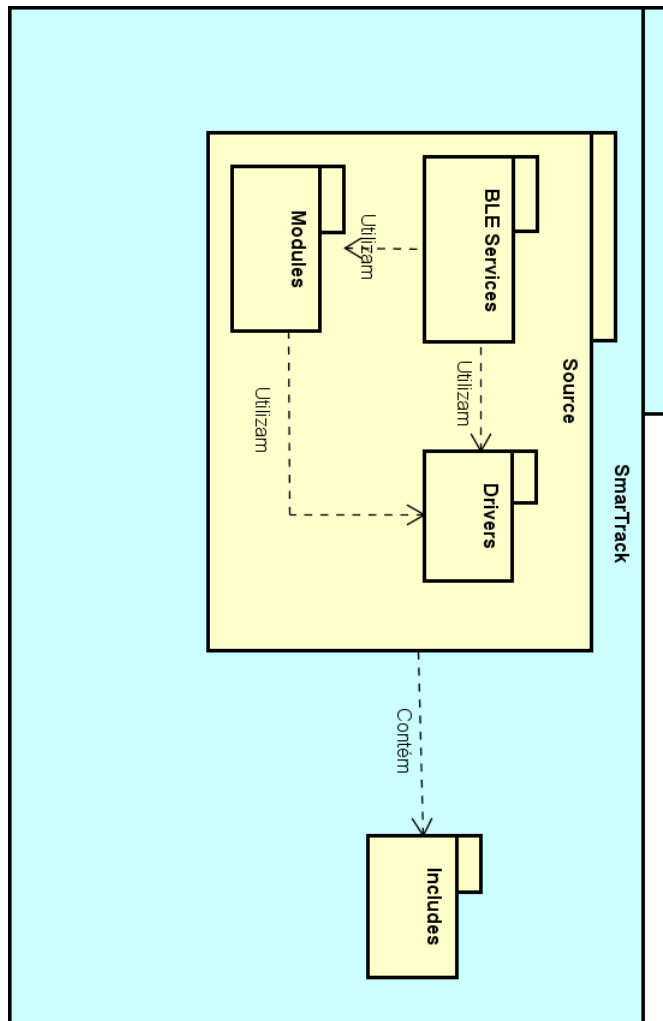 SmarTrack
Source
BLE Services
Utilizam
Drivers
Utilizam
Modules
Utilizam
Contém
Includes